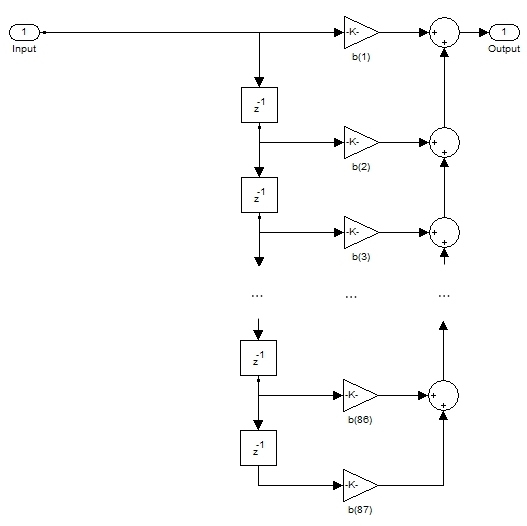 1
-K-
1
Input
b(1)
Output
z-1
-K-
b(2)
z-1
-K-
b(3)
... ... ...
z-1
-K-
b(86)
z-1
-K-
b(87)